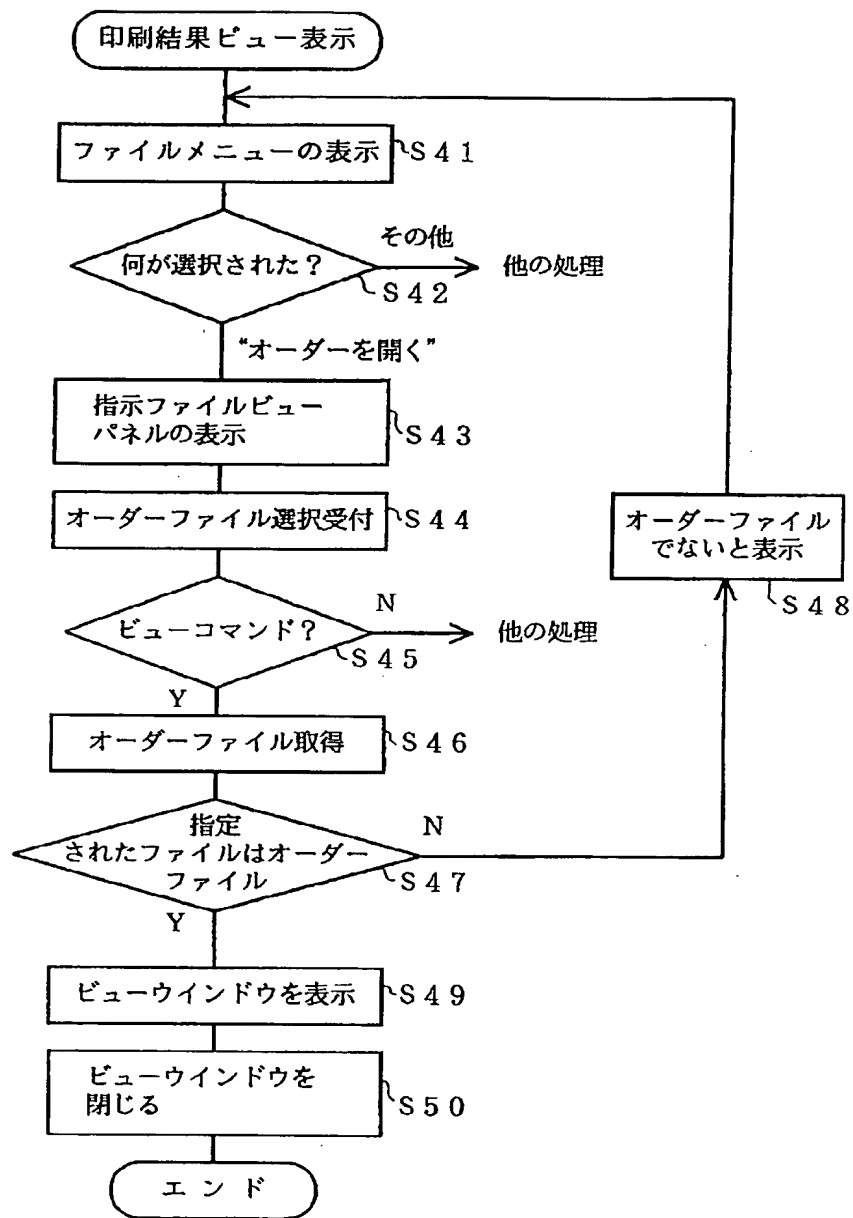 印刷結果ビュー表示
ファイルメニューの表示
S41
何が選択された？
その他
他の処理
S42
“オーダーを開く”
指示ファイルビュー
パネルの表示
S43
オーダーファイル選択受付
S44
ビューコマンド？
N
他の処理
S45
Y
オーダーファイル取得
S46
指定
されたファイルはオーダー
ファイル
N
S47
Y
オーダーファイル
でないと表示
S48
ビューウインドウを表示
S49
ビューウインドウを
閉じる
S50
エンド